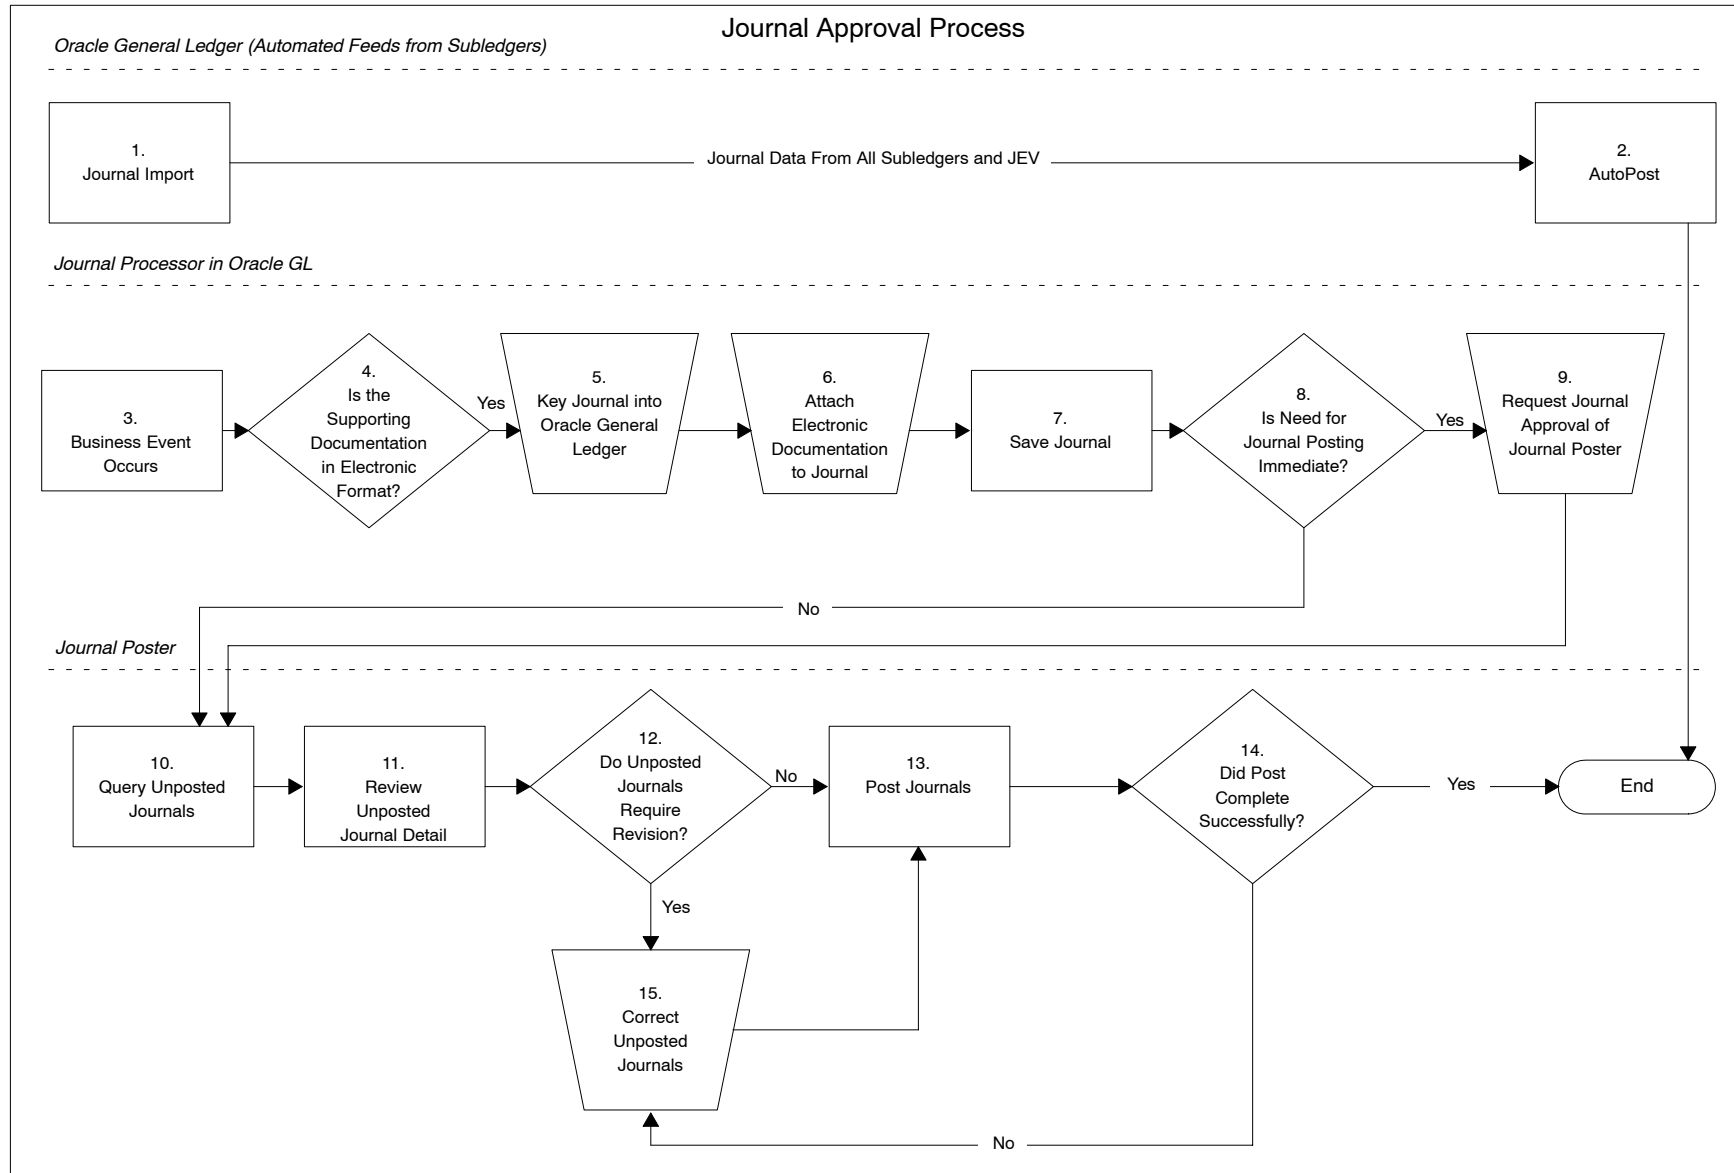 Journal Approval Process
Oracle General Ledger (Automated Feeds from Subledgers)
1.
Journal Import
Journal Data From All Subledgers and JEV
2.
AutoPost
Journal Processor in Oracle GL
3.
Business Event
Occurs
4.
Is the
Supporting
Documentation
in Electronic
Format?
Yes
5.
Key Journal into
Oracle General
Ledger
6.
Attach
Electronic
Documentation
to Journal
7.
Save Journal
8.
Is Need for
Journal Posting
Immediate?
Yes
9.
Request Journal
Approval of
Journal Poster
No
Journal Poster
10.
Query Unposted
Journals
11.
Review
Unposted
Journal Detail
12.
Do Unposted
Journals
Require
Revision?
No
13.
Post Journals
14.
Did Post
Complete
Successfully?
Yes
End
Yes
15.
Correct
Unposted
Journals
No